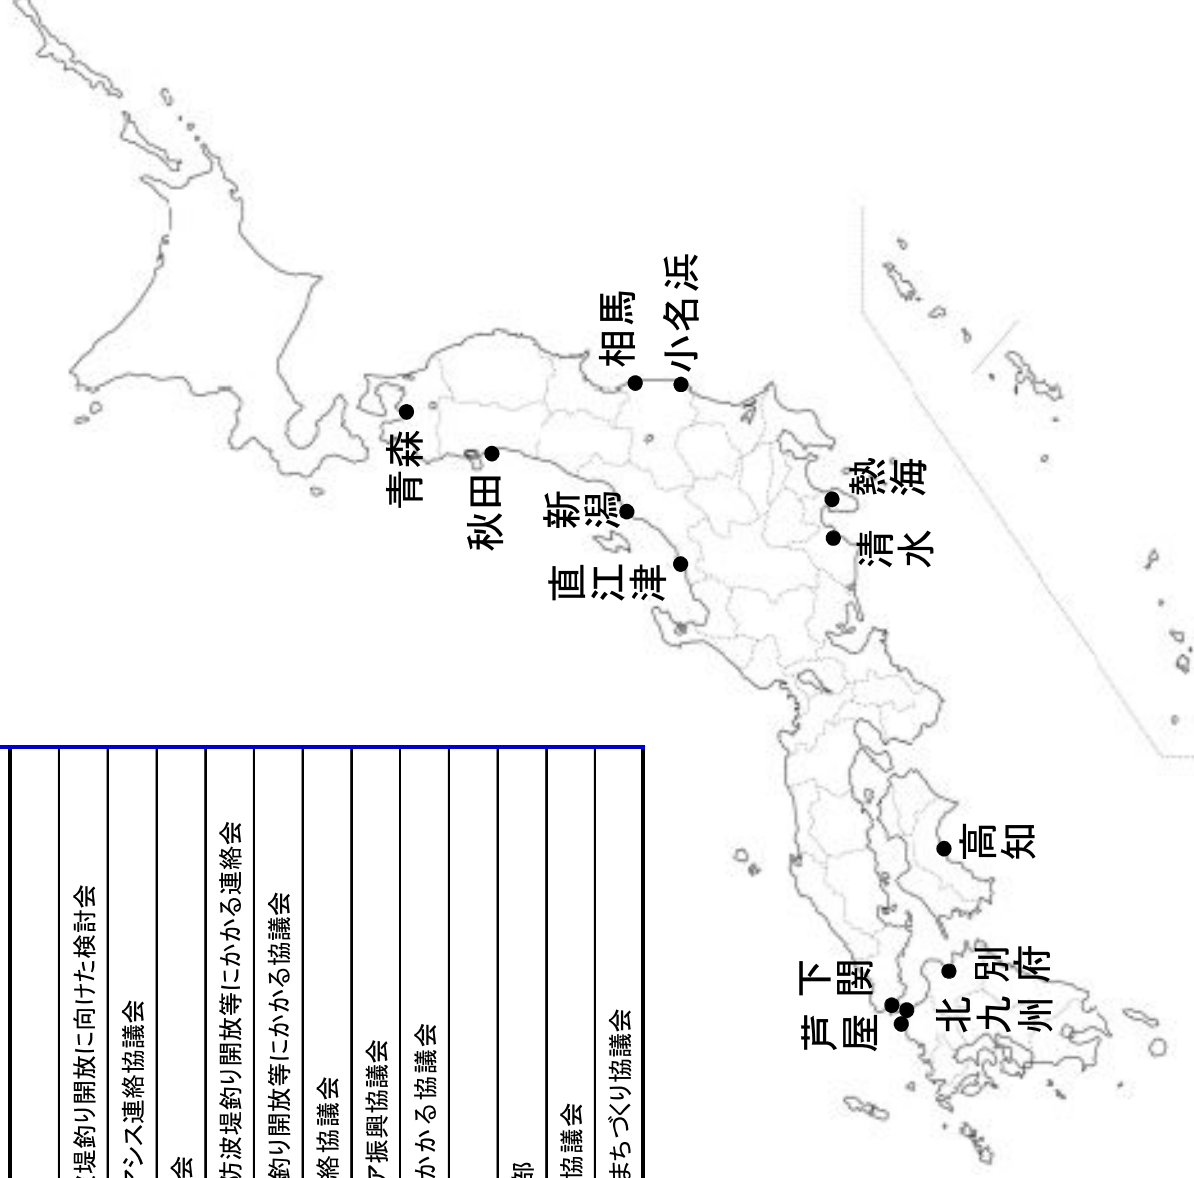 青森
秋田
新潟
直江津
相馬
小名浜
熱海
清水
高知
下関
芦屋
北九州
別府
堤釣り開放に向けた検討会
シス連絡協議会
会
防波堤釣り開放等にかかる連絡会
釣り開放等にかかる協議会
絡協議会
ア振興協議会
かかる協議会
部
協議会
まちづくり協議会